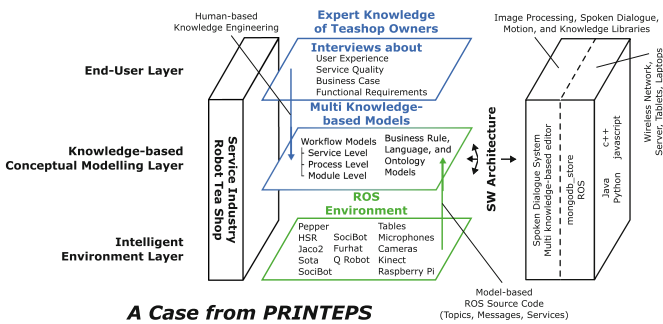 Human-based
Knowledge Engineering
Expert Knowledge
of Teashop Owners
Image Processing, Spoken Dialogue,
Motion, and Knowledge Libraries
End-User Layer
Interviews about
User Experience
Service Quality
Business Case
Functional Requirements
Multi Knowledge-
based Models
Knowledge-based
Conceptual Modelling Layer
Service Industry
Robot Tea Shop
Workflow Models
Service Level
Process Level
Module Level
Business Rule,
Language, and
Ontology
Models
SW Architecture
Spoken Dialogue System
Multi knowledge-based editor
mongodb_store
ROS
Java
Python
c++
javascript
Wireless Network,
Server, Tablets, Laptops
ROS
Environment
Intelligent
Environment Layer
Pepper
HSR
Jaco2
Sota
SociBot
SociBot
Furhat
Q Robot
Tables
Microphones
Cameras
Kinect
Raspberry Pi
Model-based
ROS Source Code
(Topics, Messages, Services)
A Case from PRINTEPS